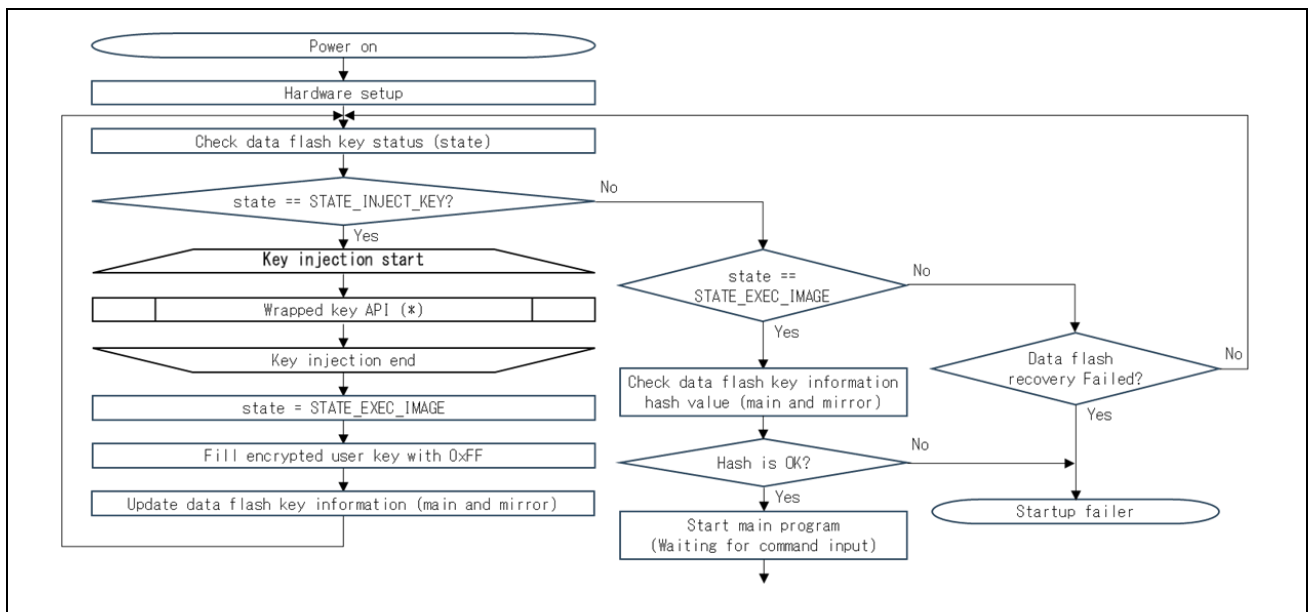 Power on
Hardware setup
Check data flash key status (state)
state == STATE_INJECT_KEY?
No
Yes
Key injection start
Wrapped key API (*)
Key injection end
state = STATE_EXEC_IMAGE
Fill encrypted user key with 0xFF
Update data flash key information (main and mirror)
state ==
STATE_EXEC_IMAGE
No
Yes
Check data flash key information
hash value (main and mirror)
Hash is OK?
No
Yes
Start main program
(Waiting for command input)
Data flash
recovery Failed?
No
Yes
Startup failer